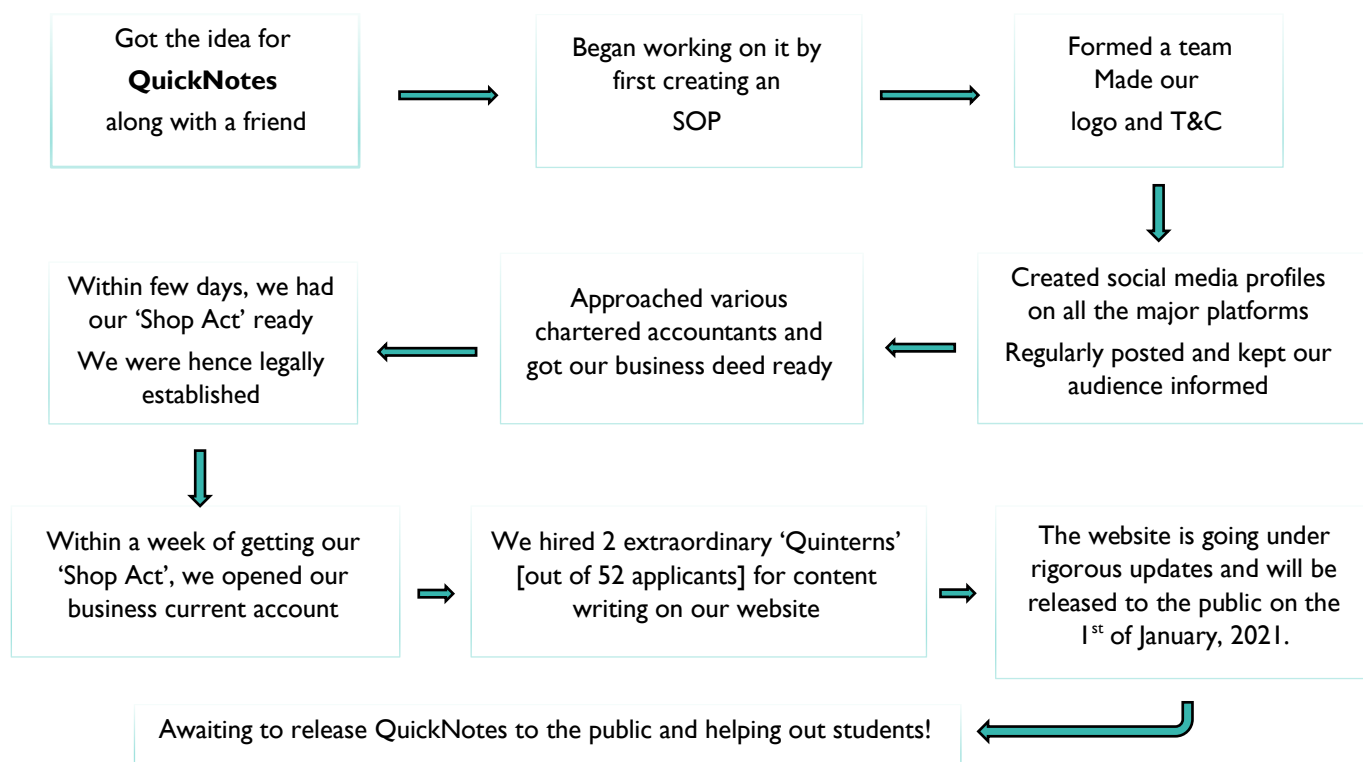 Got the idea for
QuickNotes
along with a friend
Began working on it by
first creating an
SOP
Formed a team
Made our
logo and T&C
Created social media profiles
on all the major platforms
Regularly posted and kept our
audience informed
Approached various
chartered accountants and
got our business deed ready
Within few days, we had
our ‘Shop Act’ ready
We were hence legally
established
Within a week of getting our
‘Shop Act’, we opened our
business current account
We hired 2 extraordinary ‘Quinterns’
[out of 52 applicants] for content
writing on our website
The website is going under
rigorous updates and will be
released to the public on the
1st of January, 2021.
Awaiting to release QuickNotes to the public and helping out students!